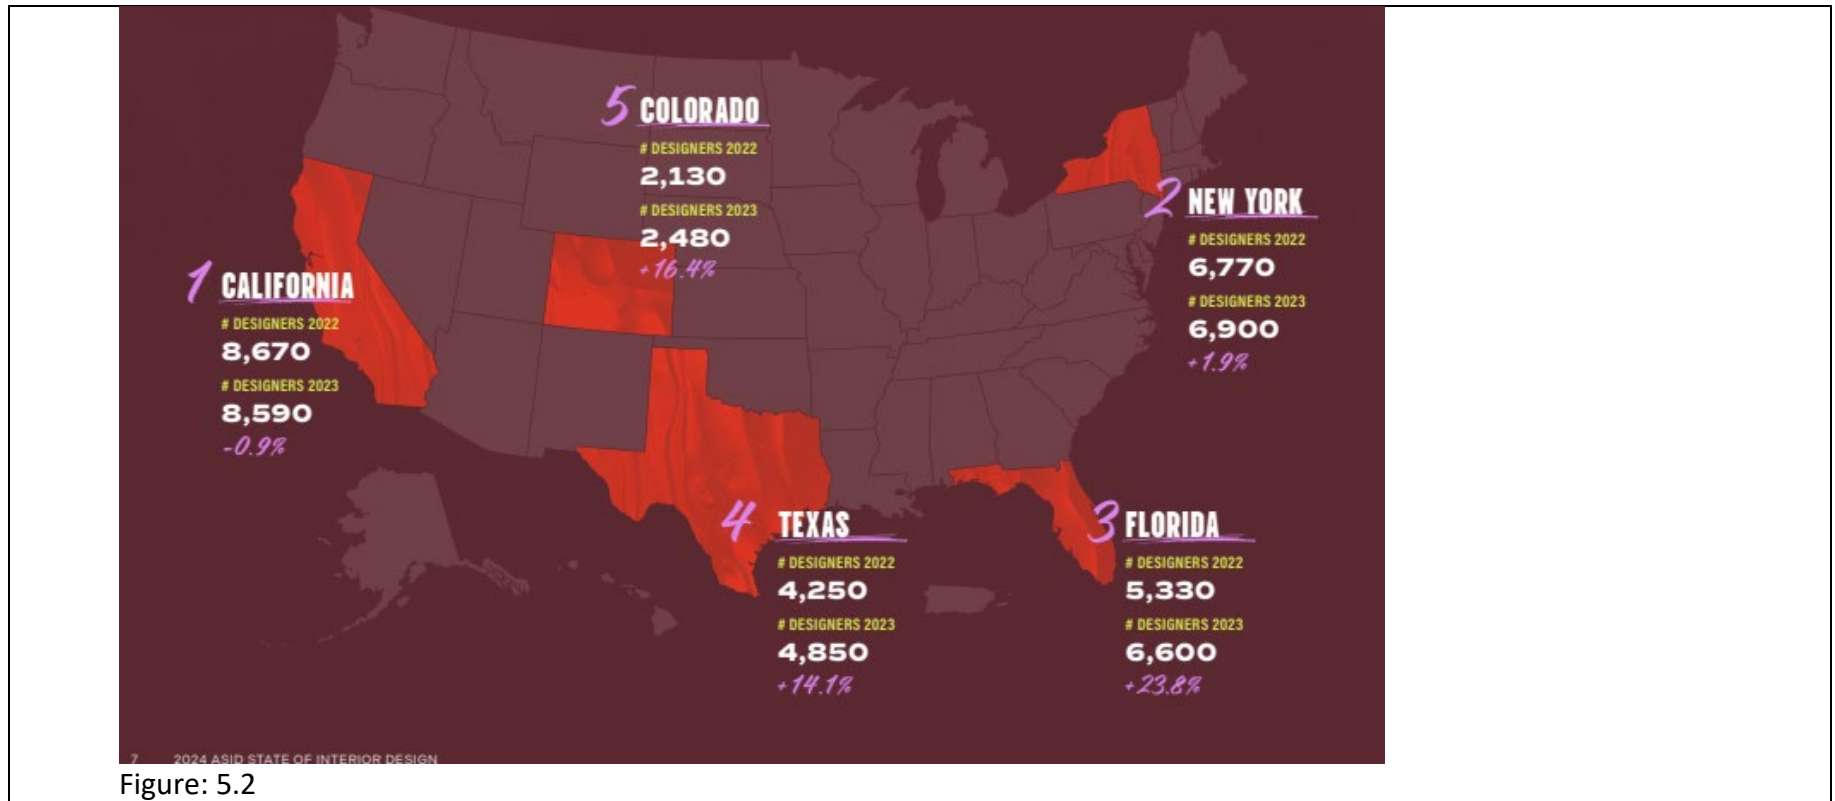 5 COLORADO
# DESIGNERS 2022
2,130
# DESIGNERS 2023
2,480
+16.4%
2 NEW YORK
# DESIGNERS 2022
6,770
# DESIGNERS 2023
6,900
+1.9%
1 CALIFORNIA
# DESIGNERS 2022
8,670
# DESIGNERS 2023
8,590
-0.9%
4 TEXAS
# DESIGNERS 2022
4,250
# DESIGNERS 2023
4,850
+14.1%
3 FLORIDA
# DESIGNERS 2022
5,330
# DESIGNERS 2023
6,600
+23.8%
7 2024 ASID STATE OF INTERIOR DESIGN
Figure: 5.2